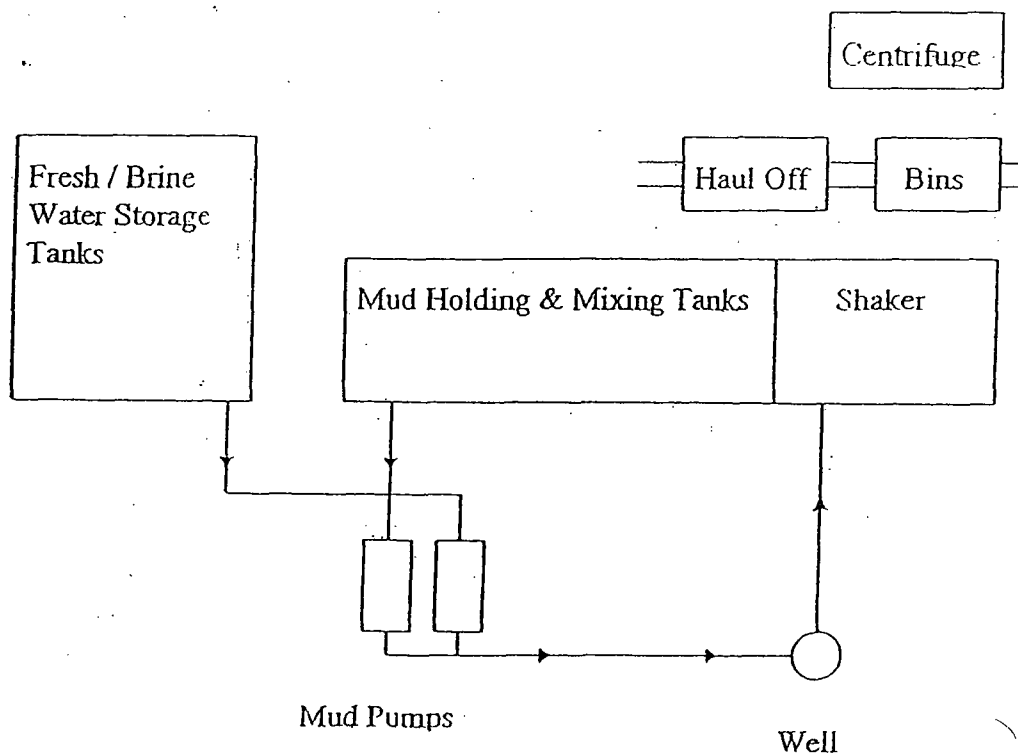 Centrifuge
Fresh / Brine
Water Storage
Tanks
Haul Off
Bins
Mud Holding & Mixing Tanks
Shaker
Mud Pumps
Well